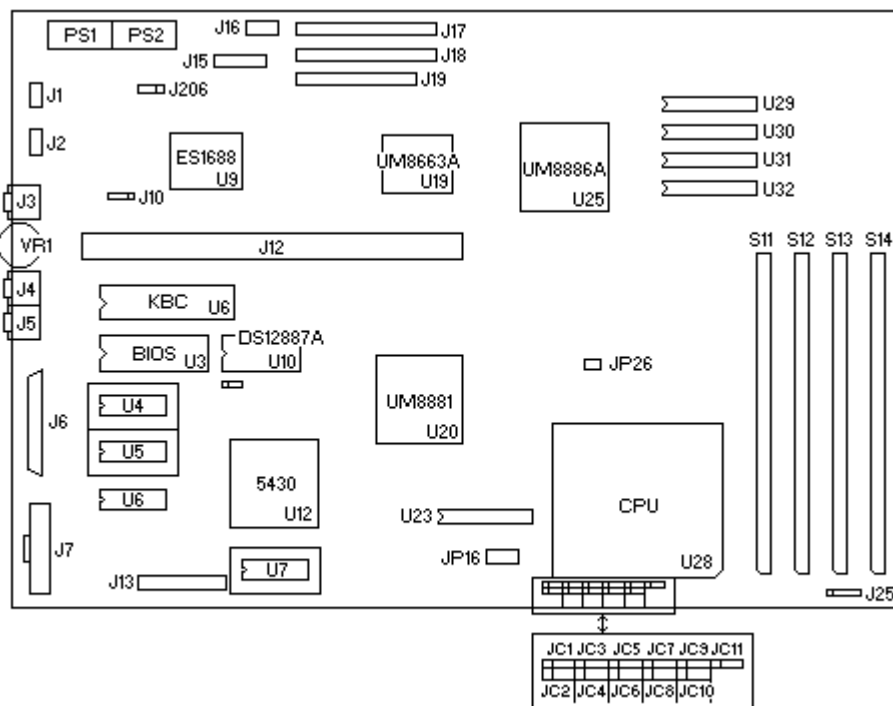 PS1 PS2
J16
J17
J15
J18
J19
J1
J206
U29
J2
U30
U31
U32
ES1688
U9
UM8663A
U19
UM8886A
U25
J3
J10
VR1
J12
S11 S12 S13 S14
J4
KBC
U6
J5
BIOS
U3
DS12887A
U10
JP26
J6
U4
U5
UM8881
U20
U6
5430
U12
U23
CPU
U28
J7
J13
U7
JP16
J25
JC1 JC3 JC5 JC7 JC9 JC11
JC2 JC4 JC6 JC8 JC10